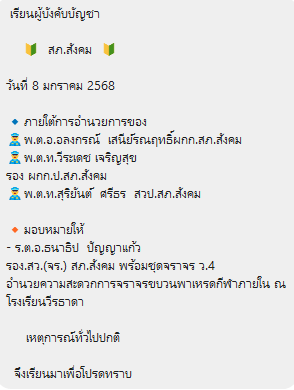 เรียนผู้บังคับบัญชา
🔰 สภ.สังคม 🔰
วันที่ 8 มกราคม 2568
🔹ภายใต้การอำนวยการของ
👮พ.ต.อ.อลงกรณ์ เสนีย์รณฤทธิ์ผกก.สภ.สังคม
👮พ.ต.ท.วีระเดช เจริญสุข
รอง ผกก.ป.สภ.สังคม
👮พ.ต.ท.สุริยันต์ ศรีธร สวป.สภ.สังคม
🔸มอบหมายให้
- ร.ต.อ.ธนาธิป ปัญญาแก้ว
รอง.สว.(จร.) สภ.สังคม พร้อมชุดจราจร ว.4
อำนวยความสะดวกการจราจรขบวนพาเหรดกีฬาภายใน ณ
โรงเรียนวีรธาดา
เหตุการณ์ทั่วไปปกติ
จึงเรียนมาเพื่อโปรดทราบ